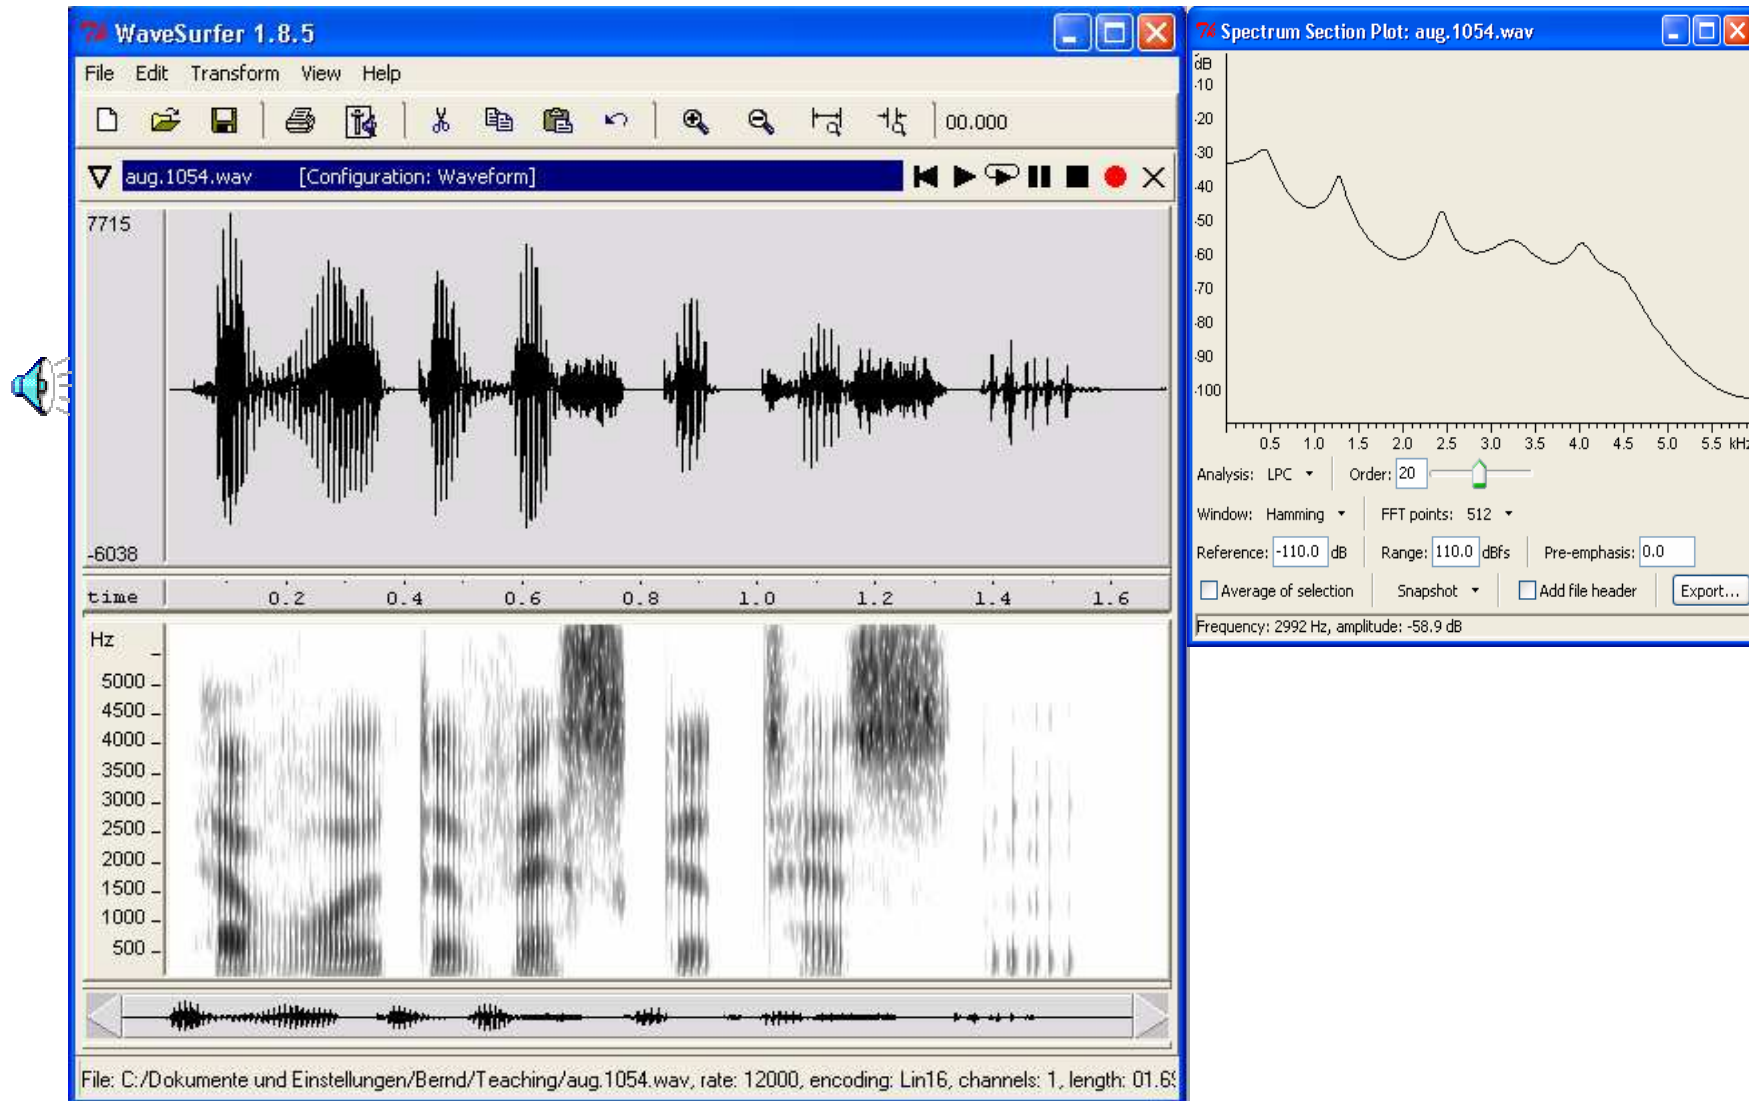 WaveSurfer 1.8.5
File Edit Transform View Help
00.000
aug.1054.wav [Configuration: Waveform]
7715
-6038
time 0.2 0.4 0.6 0.8 1.0 1.2 1.4 1.6
Hz
5000
4500
4000
3500
3000
2500
2000
1500
1000
500
File: C:/Dokumente und Einstellungen/Bernd/Teaching/aug.1054.wav, rate: 12000, encoding: Lin16, channels: 1, length: 01.69
Spectrum Section Plot: aug.1054.wav
dB
-10
-20
-30
-40
-50
-60
-70
-80
-90
-100
0.5 1.0 1.5 2.0 2.5 3.0 3.5 4.0 4.5 5.0 5.5 kHz
Analysis: LPC Order: 20
Window: Hamming FFT points: 512
Reference: -110.0 dB Range: 110.0 dBfs Pre-emphasis: 0.0
Average of selection Snapshot Add file header Export...
Frequency: 2992 Hz, amplitude: -58.9 dB